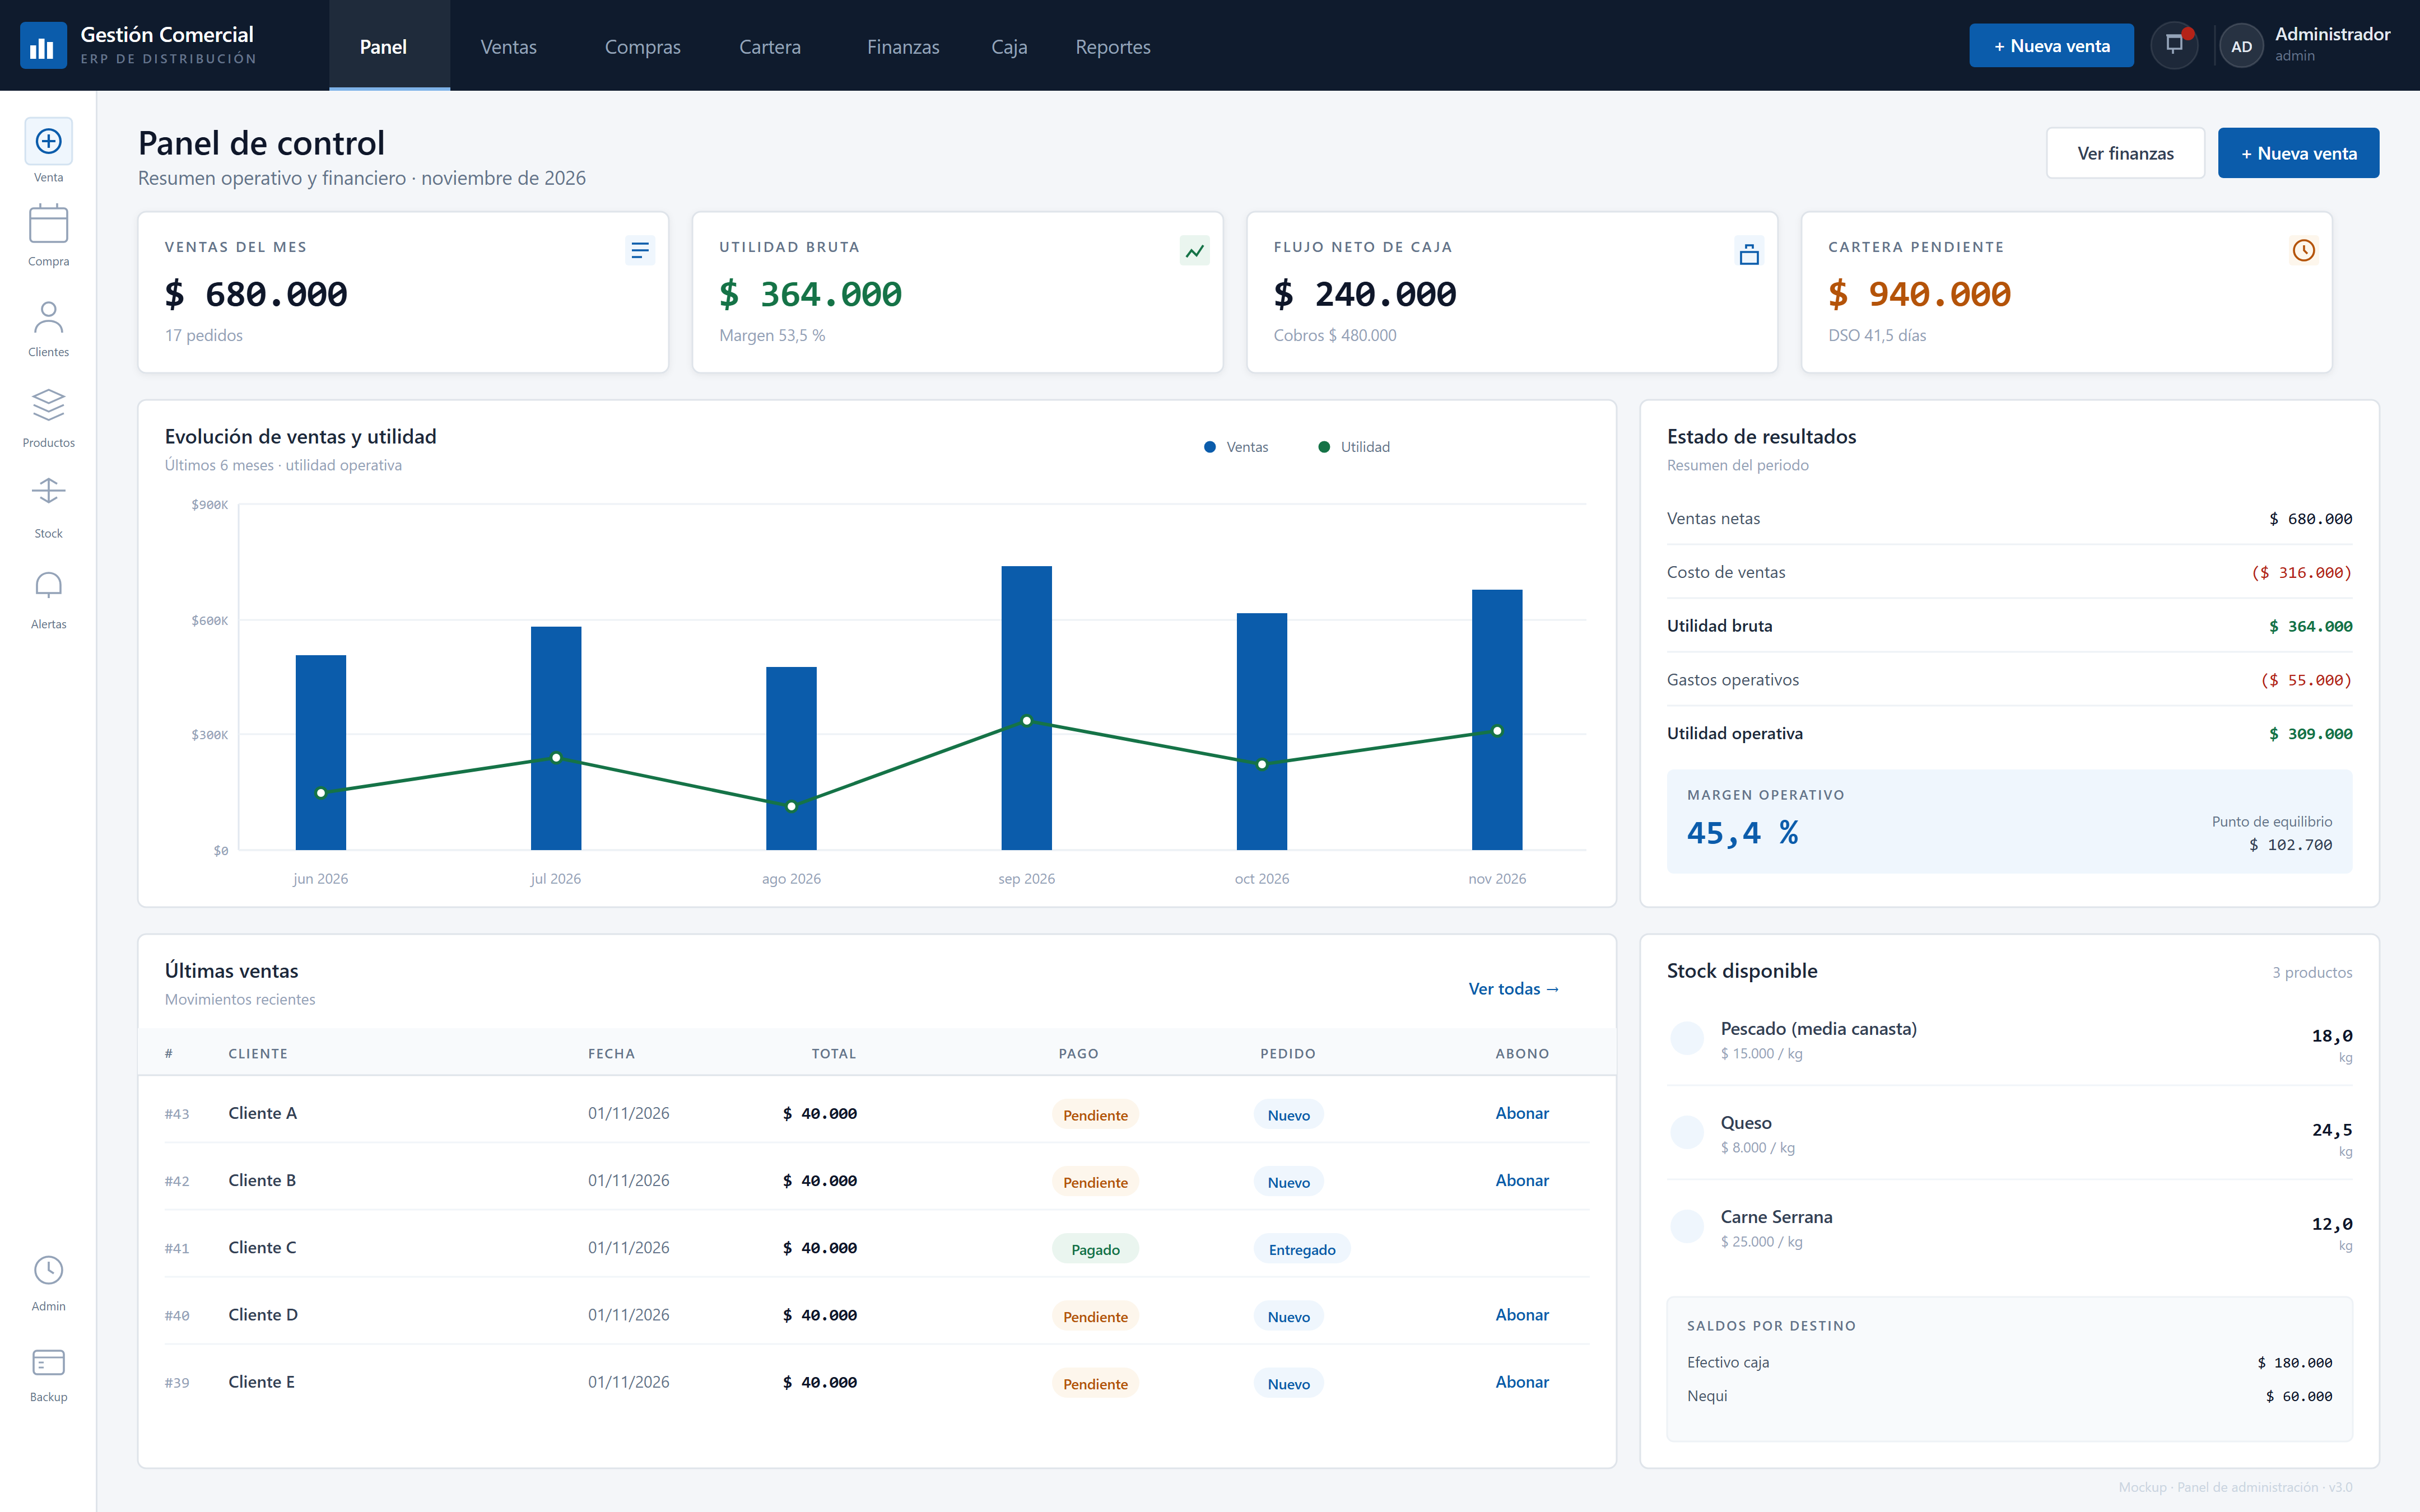 Gestión Comercial
ERP DE DISTRIBUCIÓN
Panel
Ventas
Compras
Cartera
Finanzas
Caja
Reportes
+ Nueva venta
AD
Administrador
admin
Venta
Compra
Clientes
Productos
Stock
Alertas
Admin
Backup
Panel de control
Resumen operativo y financiero · noviembre de 2026
Ver finanzas
+ Nueva venta
VENTAS DEL MES
$ 680.000
17 pedidos
UTILIDAD BRUTA
$ 364.000
Margen 53,5 %
FLUJO NETO DE CAJA
$ 240.000
Cobros $ 480.000
CARTERA PENDIENTE
$ 940.000
DSO 41,5 días
Evolución de ventas y utilidad
Últimos 6 meses · utilidad operativa
Ventas
Utilidad
$900K
$600K
$300K
$0
jun 2026
jul 2026
ago 2026
sep 2026
oct 2026
nov 2026
Estado de resultados
Resumen del periodo
Ventas netas $ 680.000
Costo de ventas ($ 316.000)
Utilidad bruta $ 364.000
Gastos operativos ($ 55.000)
Utilidad operativa $ 309.000
MARGEN OPERATIVO
45,4 %
Punto de equilibrio
$ 102.700
Últimas ventas
Movimientos recientes
Ver todas →
# CLIENTE FECHA TOTAL PAGO PEDIDO ABONO
#43 Cliente A 01/11/2026 $ 40.000 Pendiente Nuevo Abonar
#42 Cliente B 01/11/2026 $ 40.000 Pendiente Nuevo Abonar
#41 Cliente C 01/11/2026 $ 40.000 Pagado Entregado
#40 Cliente D 01/11/2026 $ 40.000 Pendiente Nuevo Abonar
#39 Cliente E 01/11/2026 $ 40.000 Pendiente Nuevo Abonar
Stock disponible
3 productos
Pescado (media canasta)
$ 15.000 / kg
18,0
kg
Queso
$ 8.000 / kg
24,5
kg
Carne Serrana
$ 25.000 / kg
12,0
kg
SALDOS POR DESTINO
Efectivo caja $ 180.000
Nequi $ 60.000
Mockup · Panel de administración · v3.0